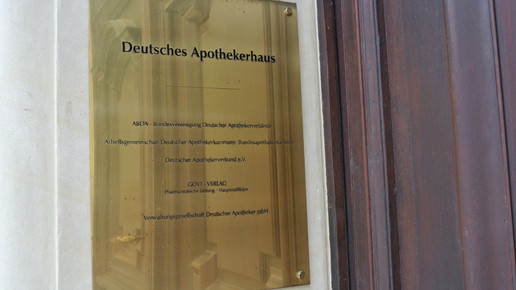 Deutsches Apothekerhaus
ABDA - Bundesvereinigung Deutscher Apothekerverbände
Arbeitsgemeinschaft Deutscher Apothekerkammern (Bundesapothekerkammer)
Deutscher Apothekerverband e.V.
GOVI - VERLAG
Pharmazeutische Zeitung - Hauptstadtbüro
Verwaltungsgesellschaft Deutscher Apotheker mbH